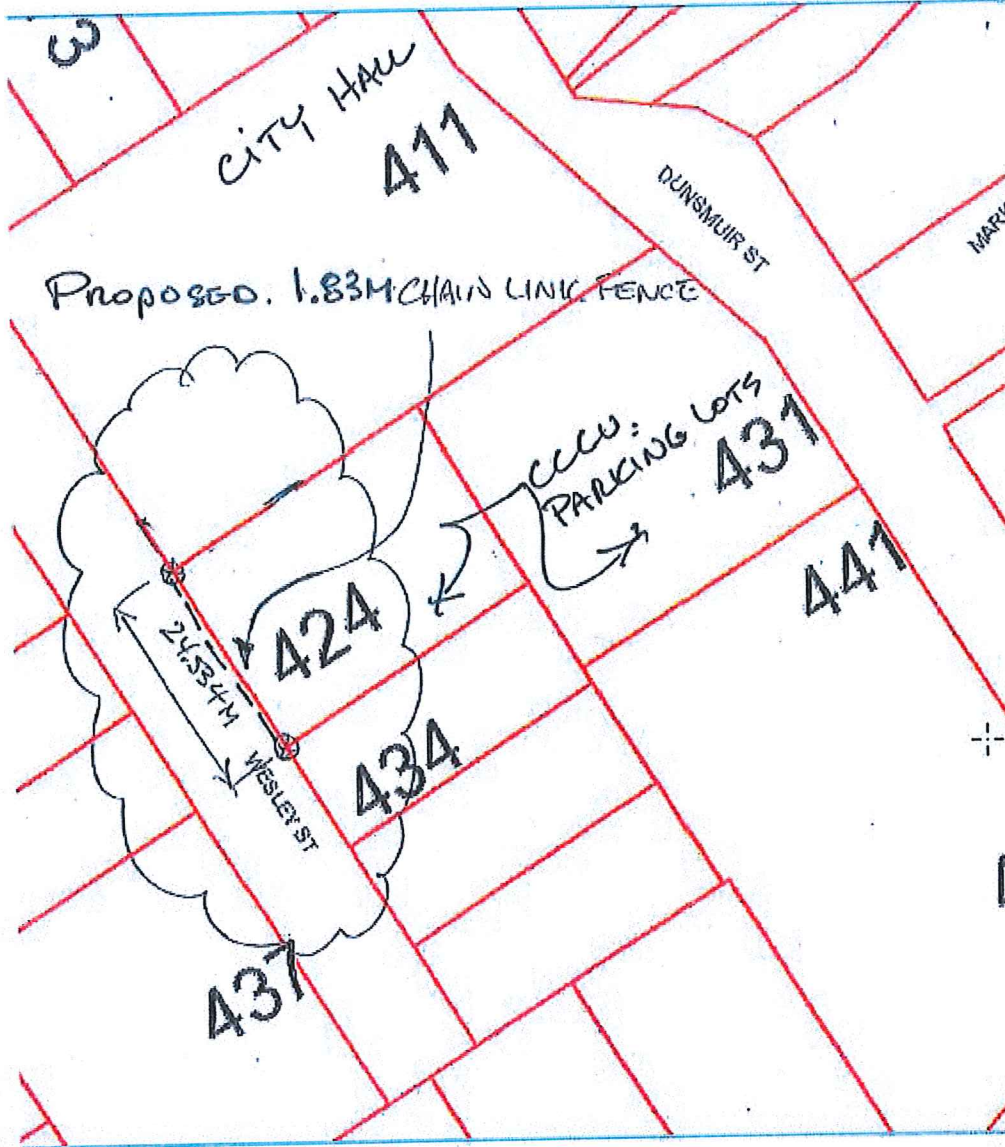 3
CITY HALL
411
DUNSMUIR ST
PROPOSED. 1.83M CHAIN LINK FENCE
CCCU:
PARKING LOTS
431
441
424
24.534M
WESLEY ST
434
437